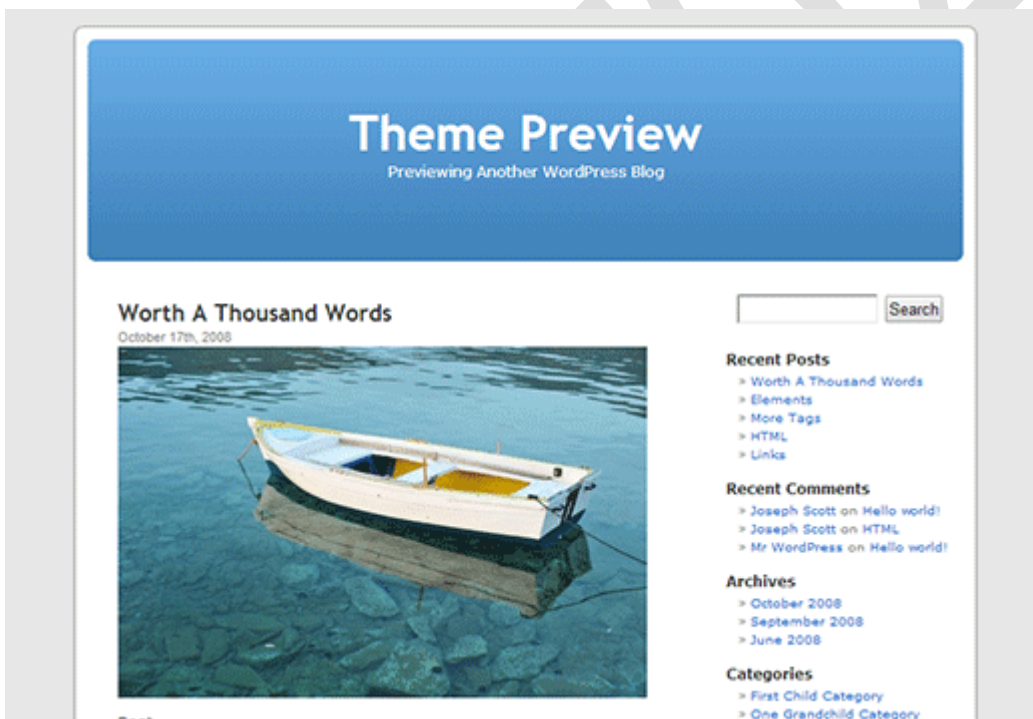 Theme Preview
Previewing Another WordPress Blog
Worth A Thousand Words
October 17th, 2008
Search
Recent Posts
» Worth A Thousand Words
» Elements
» More Tags
» HTML
» Links
Recent Comments
» Joseph Scott on Hello world!
» Joseph Scott on HTML
» Mr WordPress on Hello world!
Archives
» October 2008
» September 2008
» June 2008
Categories
» First Child Category
» One Grandchild Category